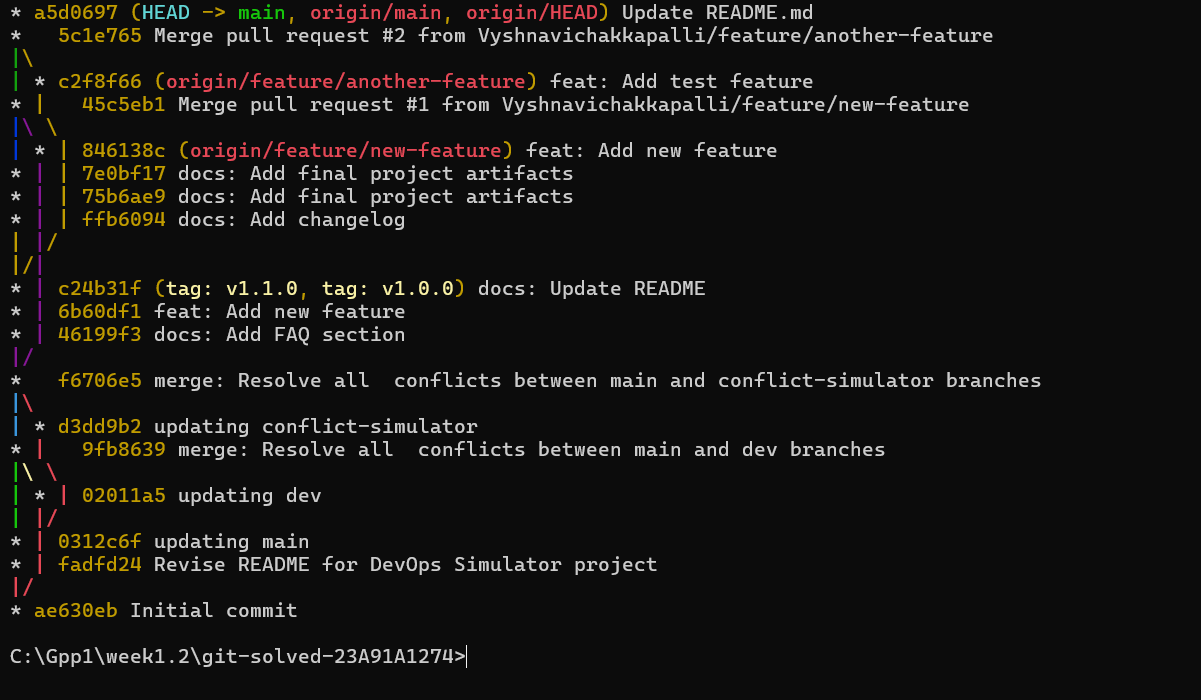 * a5d0697 (HEAD -> main, origin/main, origin/HEAD) Update README.md
*   5c1e765 Merge pull request #2 from Vyshnavichakkapalli/feature/another-feature
|\
| * c2f8f66 (origin/feature/another-feature) feat: Add test feature
* |   45c5eb1 Merge pull request #1 from Vyshnavichakkapalli/feature/new-feature
|\ \
| * | 846138c (origin/feature/new-feature) feat: Add new feature
* | | 7e0bf17 docs: Add final project artifacts
* | | 75b6ae9 docs: Add final project artifacts
* | | ffb6094 docs: Add changelog
| |/
|/|
* | c24b31f (tag: v1.1.0, tag: v1.0.0) docs: Update README
* | 6b60df1 feat: Add new feature
* | 46199f3 docs: Add FAQ section
|/
*   f6706e5 merge: Resolve all  conflicts between main and conflict-simulator branches
|\
| * d3dd9b2 updating conflict-simulator
* |   9fb8639 merge: Resolve all  conflicts between main and dev branches
|\ \
| * | 02011a5 updating dev
| |/
* | 0312c6f updating main
* | fadfd24 Revise README for DevOps Simulator project
|/
* ae630eb Initial commit
C:\Gpp1\week1.2\git-solved-23A91A1274>